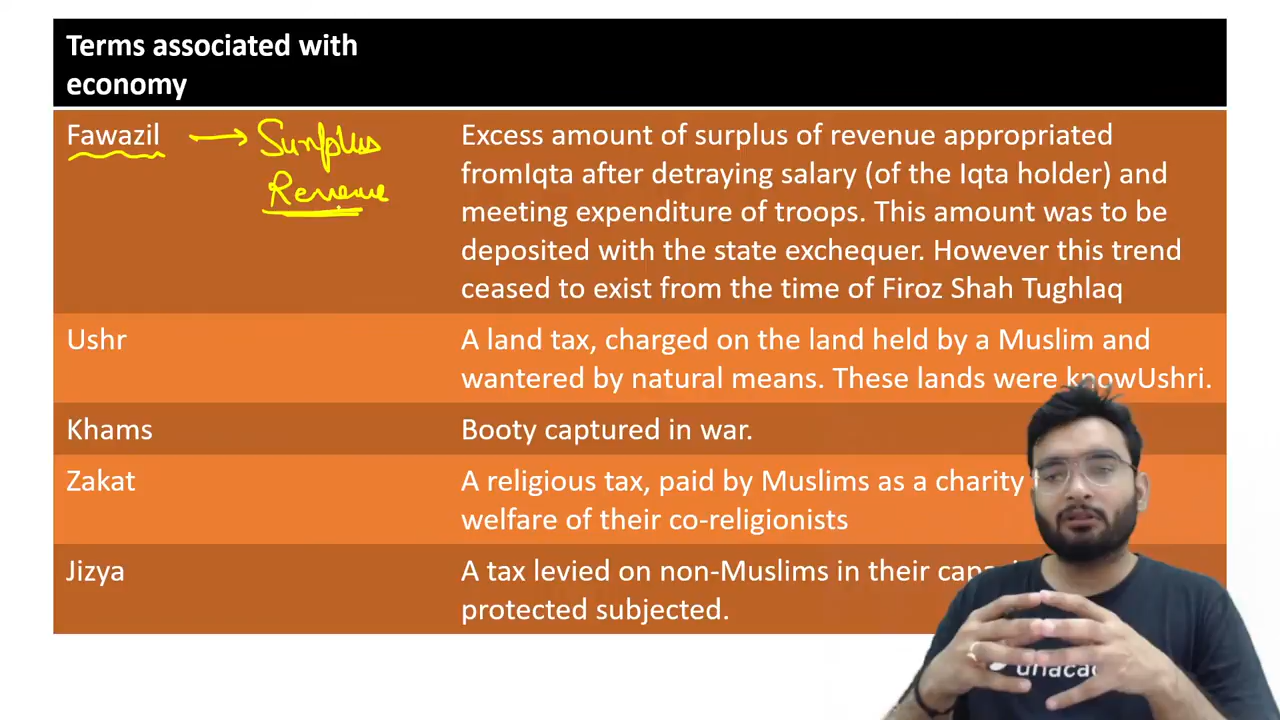 Terms associated with
economy
Fawazil → Surplus
Revenue
Excess amount of surplus of revenue appropriated
fromIqta after detraying salary (of the Iqta holder) and
meeting expenditure of troops. This amount was to be
deposited with the state exchequer. However this trend
ceased to exist from the time of Firoz Shah Tughlaq
Ushr
A land tax, charged on the land held by a Muslim and
wantered by natural means. These lands were knowUshri.
Khams
Booty captured in war.
Zakat
A religious tax, paid by Muslims as a charity
welfare of their co-religionists
Jizya
A tax levied on non-Muslims in their
protected subjected.